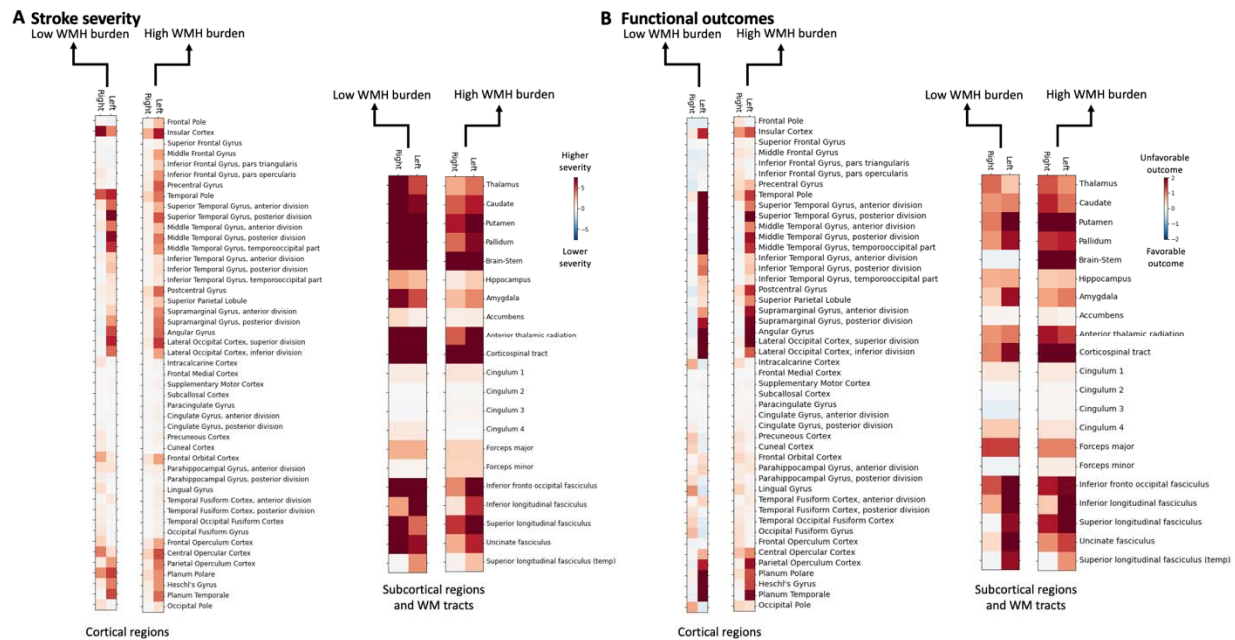 A Stroke severity
Low WMH burden
High WMH burden
Right
Left
Right
Left
Frontal Pole
Insular Cortex
Superior Frontal Gyrus
Middle Frontal Gyrus
Inferior Frontal Gyrus, pars triangularis
Inferior Frontal Gyrus, pars opercularis
Precentral Gyrus
Temporal Pole
Superior Temporal Gyrus, anterior division
Superior Temporal Gyrus, posterior division
Middle Temporal Gyrus, anterior division
Middle Temporal Gyrus, posterior division
Middle Temporal Gyrus, temporooccipital part
Inferior Temporal Gyrus, anterior division
Inferior Temporal Gyrus, posterior division
Inferior Temporal Gyrus, temporooccipital part
Postcentral Gyrus
Superior Parietal Lobule
Supramarginal Gyrus, anterior division
Supramarginal Gyrus, posterior division
Angular Gyrus
Lateral Occipital Cortex, superior division
Lateral Occipital Cortex, inferior division
Intracalcarine Cortex
Frontal Medial Cortex
Supplementary Motor Cortex
Subcallosal Cortex
Paracingulate Gyrus
Cingulate Gyrus, anterior division
Cingulate Gyrus, posterior division
Precuneous Cortex
Cuneal Cortex
Frontal Orbital Cortex
Parahippocampal Gyrus, anterior division
Parahippocampal Gyrus, posterior division
Lingual Gyrus
Temporal Fusiform Cortex, anterior division
Temporal Fusiform Cortex, posterior division
Temporal Occipital Fusiform Cortex
Occipital Fusiform Gyrus
Frontal Operculum Cortex
Central Opercular Cortex
Parietal Operculum Cortex
Planum Polare
Heschl's Gyrus
Planum Temporale
Occipital Pole
Cortical regions
Low WMH burden
High WMH burden
Right
Left
Right
Left
Thalamus
Caudate
Putamen
Pallidum
Brain-Stem
Hippocampus
Amygdala
Accumbens
Anterior thalamic radiation
Corticospinal tract
Cingulum 1
Cingulum 2
Cingulum 3
Cingulum 4
Forceps major
Forceps minor
Inferior fronto occipital fasciculus
Inferior longitudinal fasciculus
Superior longitudinal fasciculus
Uncinate fasciculus
Superior longitudinal fasciculus (temp)
Subcortical regions
and WM tracts
Higher
severity
5
0
-5
Lower
severity
B Functional outcomes
Low WMH burden
High WMH burden
Right
Left
Right
Left
Frontal Pole
Insular Cortex
Superior Frontal Gyrus
Middle Frontal Gyrus
Inferior Frontal Gyrus, pars triangularis
Inferior Frontal Gyrus, pars opercularis
Precentral Gyrus
Temporal Pole
Superior Temporal Gyrus, anterior division
Superior Temporal Gyrus, posterior division
Middle Temporal Gyrus, anterior division
Middle Temporal Gyrus, posterior division
Middle Temporal Gyrus, temporooccipital part
Inferior Temporal Gyrus, anterior division
Inferior Temporal Gyrus, posterior division
Inferior Temporal Gyrus, temporooccipital part
Postcentral Gyrus
Superior Parietal Lobule
Supramarginal Gyrus, anterior division
Supramarginal Gyrus, posterior division
Angular Gyrus
Lateral Occipital Cortex, superior division
Lateral Occipital Cortex, inferior division
Intracalcarine Cortex
Frontal Medial Cortex
Supplementary Motor Cortex
Subcallosal Cortex
Paracingulate Gyrus
Cingulate Gyrus, anterior division
Cingulate Gyrus, posterior division
Precuneous Cortex
Cuneal Cortex
Frontal Orbital Cortex
Parahippocampal Gyrus, anterior division
Parahippocampal Gyrus, posterior division
Lingual Gyrus
Temporal Fusiform Cortex, anterior division
Temporal Fusiform Cortex, posterior division
Temporal Occipital Fusiform Cortex
Occipital Fusiform Gyrus
Frontal Operculum Cortex
Central Opercular Cortex
Parietal Operculum Cortex
Planum Polare
Heschl's Gyrus
Planum Temporale
Occipital Pole
Cortical regions
Low WMH burden
High WMH burden
Right
Left
Right
Left
Thalamus
Caudate
Putamen
Pallidum
Brain-Stem
Hippocampus
Amygdala
Accumbens
Anterior thalamic radiation
Corticospinal tract
Cingulum 1
Cingulum 2
Cingulum 3
Cingulum 4
Forceps major
Forceps minor
Inferior fronto occipital fasciculus
Inferior longitudinal fasciculus
Superior longitudinal fasciculus
Uncinate fasciculus
Superior longitudinal fasciculus (temp)
Subcortical regions
and WM tracts
Unfavorable
outcome
2
1
0
-1
-2
Favorable
outcome